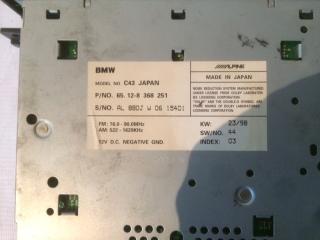 BMW
ALPINE
MODEL NO. C43 JAPAN
MADE IN JAPAN
P/NO. 65.12-8 368 251
S/NO. AL 8802 W 06 15401
NOISE REDUCTION SYSTEM MANUFACTURED
UNDER LICENSE FROM DOLBY LABORATORIES
LICENSING CORPORATION.
"DOLBY" AND THE DOUBLE-D SYMBOL ARE
TRADE MARKS OF DOLBY LABORATORIES
LICENSING CORPORATION.
FM: 76.0 - 90.0MHz
AM: 522 - 1629KHz
12V D.C. NEGATIVE GND.
KW: 23/98
SW/NO. 44
INDEX: 03